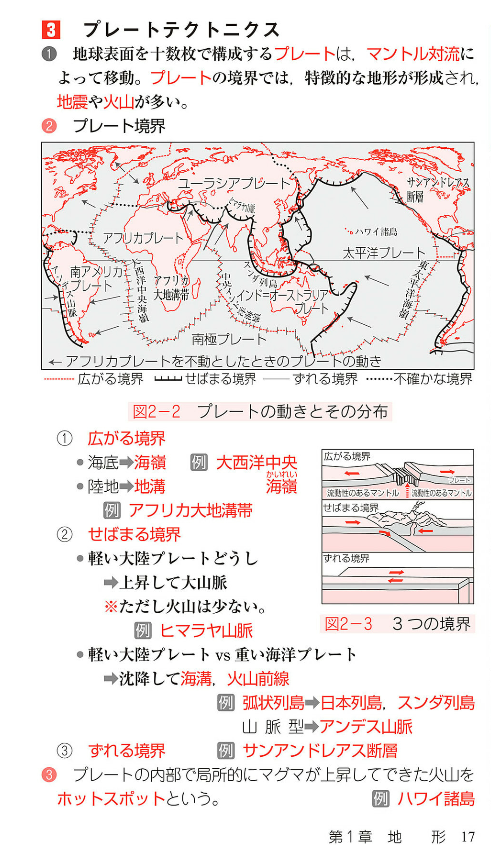 3 プレートテクトニクス
❶ 地球表面を十数枚で構成するプレートは，マントル対流に
よって移動。プレートの境界では，特徴的な地形が形成され，
地震や火山が多い。
❷ プレート境界
ユーラシアプレート
サンアンドレアス
断層
ヒマラヤ山脈
ハワイ諸島
アフリカプレート
太平洋プレート
南アメリカ
プレート
アンデス山脈
大西洋中央海嶺
アフリカ
大地溝帯
中央インド洋海嶺
スンダ列島
インドーオーストラリア
プレート
東太平洋海嶺
南極プレート
←アフリカプレートを不動としたときのプレートの動き
広がる境界 せばまる境界 ずれる境界 不確かな境界
図2−2 プレートの動きとその分布
① 広がる境界
●海底➡海嶺 例 大西洋中央
海嶺
かいれい
●陸地➡地溝
例 アフリカ大地溝帯
② せばまる境界
●軽い大陸プレートどうし
➡上昇して大山脈
※ただし火山は少ない。
例 ヒマラヤ山脈
広がる境界
プレート
流動性のあるマントル 流動性のあるマントル
せばまる境界
ずれる境界
図2−3 3つの境界
●軽い大陸プレート vs 重い海洋プレート
➡沈降して海溝，火山前線
例 弧状列島➡日本列島，スンダ列島
山 脈 型➡アンデス山脈
③ ずれる境界 例 サンアンドレアス断層
❸ プレートの内部で局所的にマグマが上昇してできた火山を
ホットスポットという。 例 ハワイ諸島
第1章 地 形 17